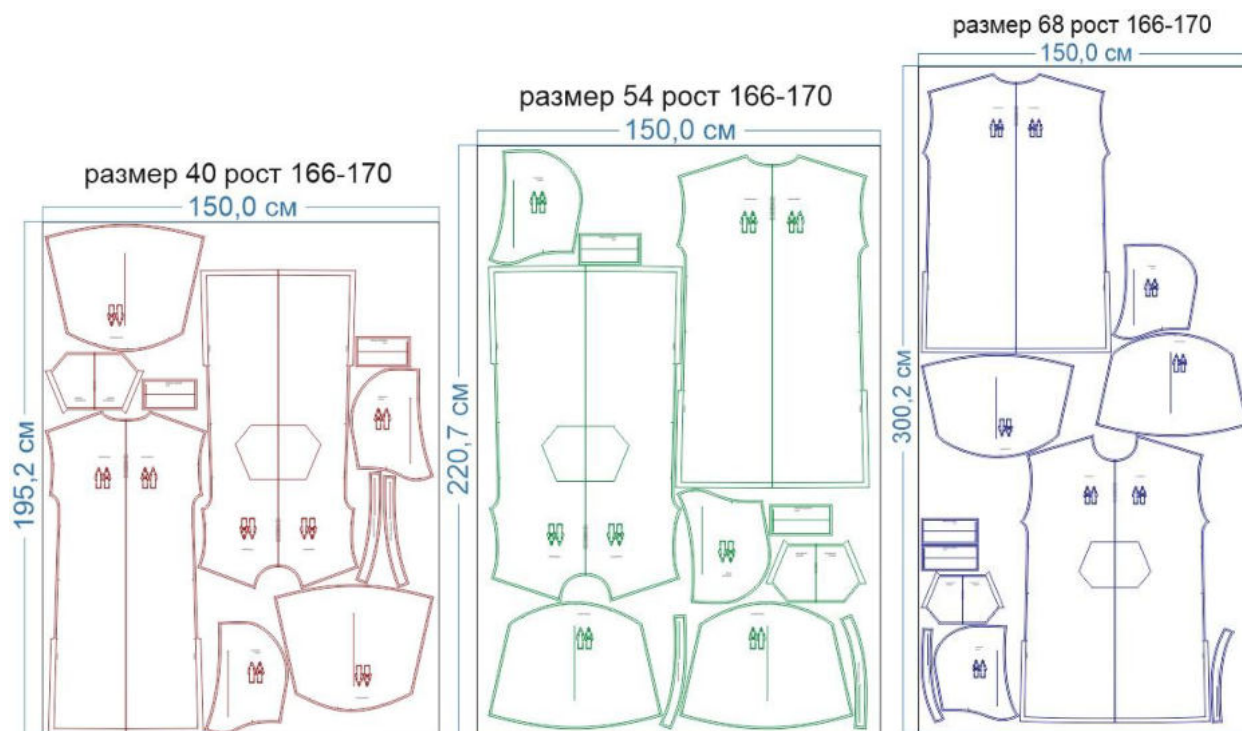 размер 40 рост 166-170
150,0 см
195,2 см
размер 54 рост 166-170
150,0 см
220,7 см
размер 68 рост 166-170
150,0 см
300,2 см